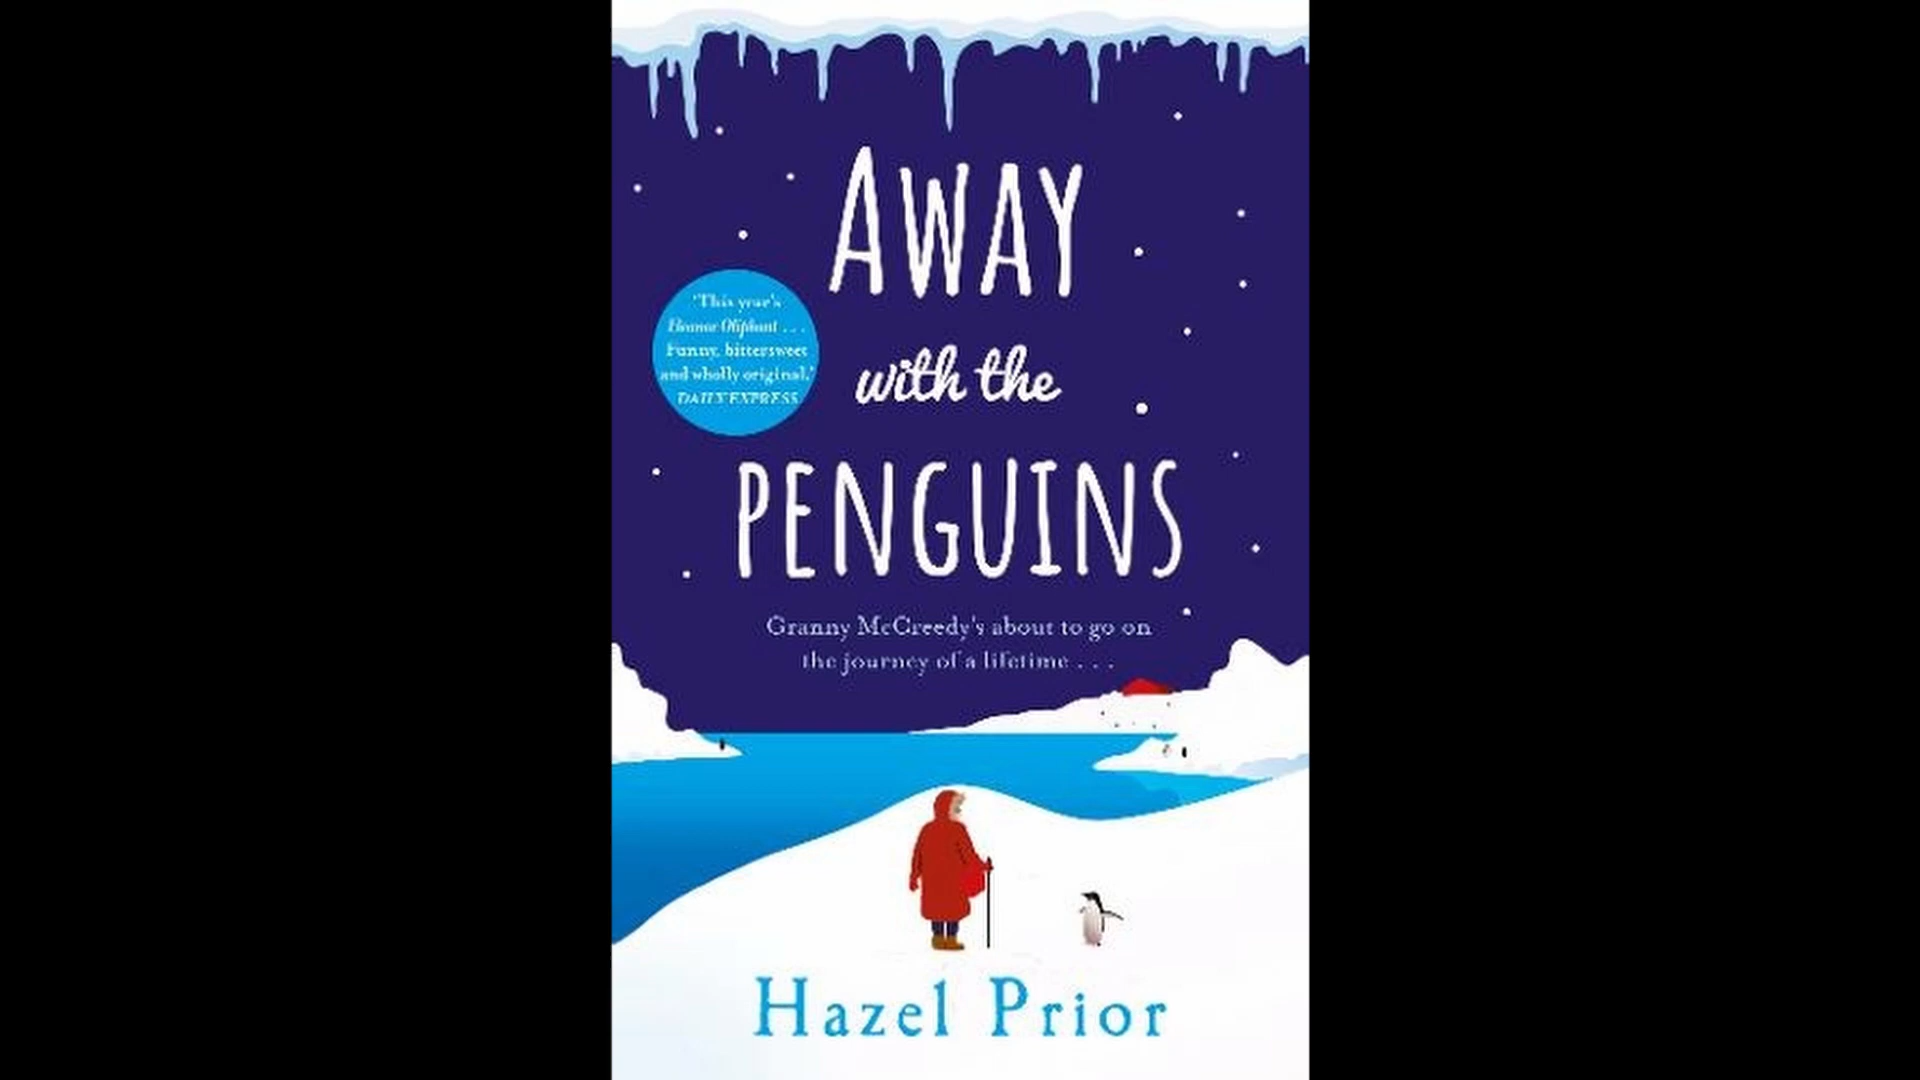 AWAY
with the
PENGUINS
'This year's
Eleanor Oliphant . . .
Funny, bittersweet
and wholly original.'
DAILY EXPRESS
Granny McCreedy's about to go on
the journey of a lifetime . . .
Hazel Prior